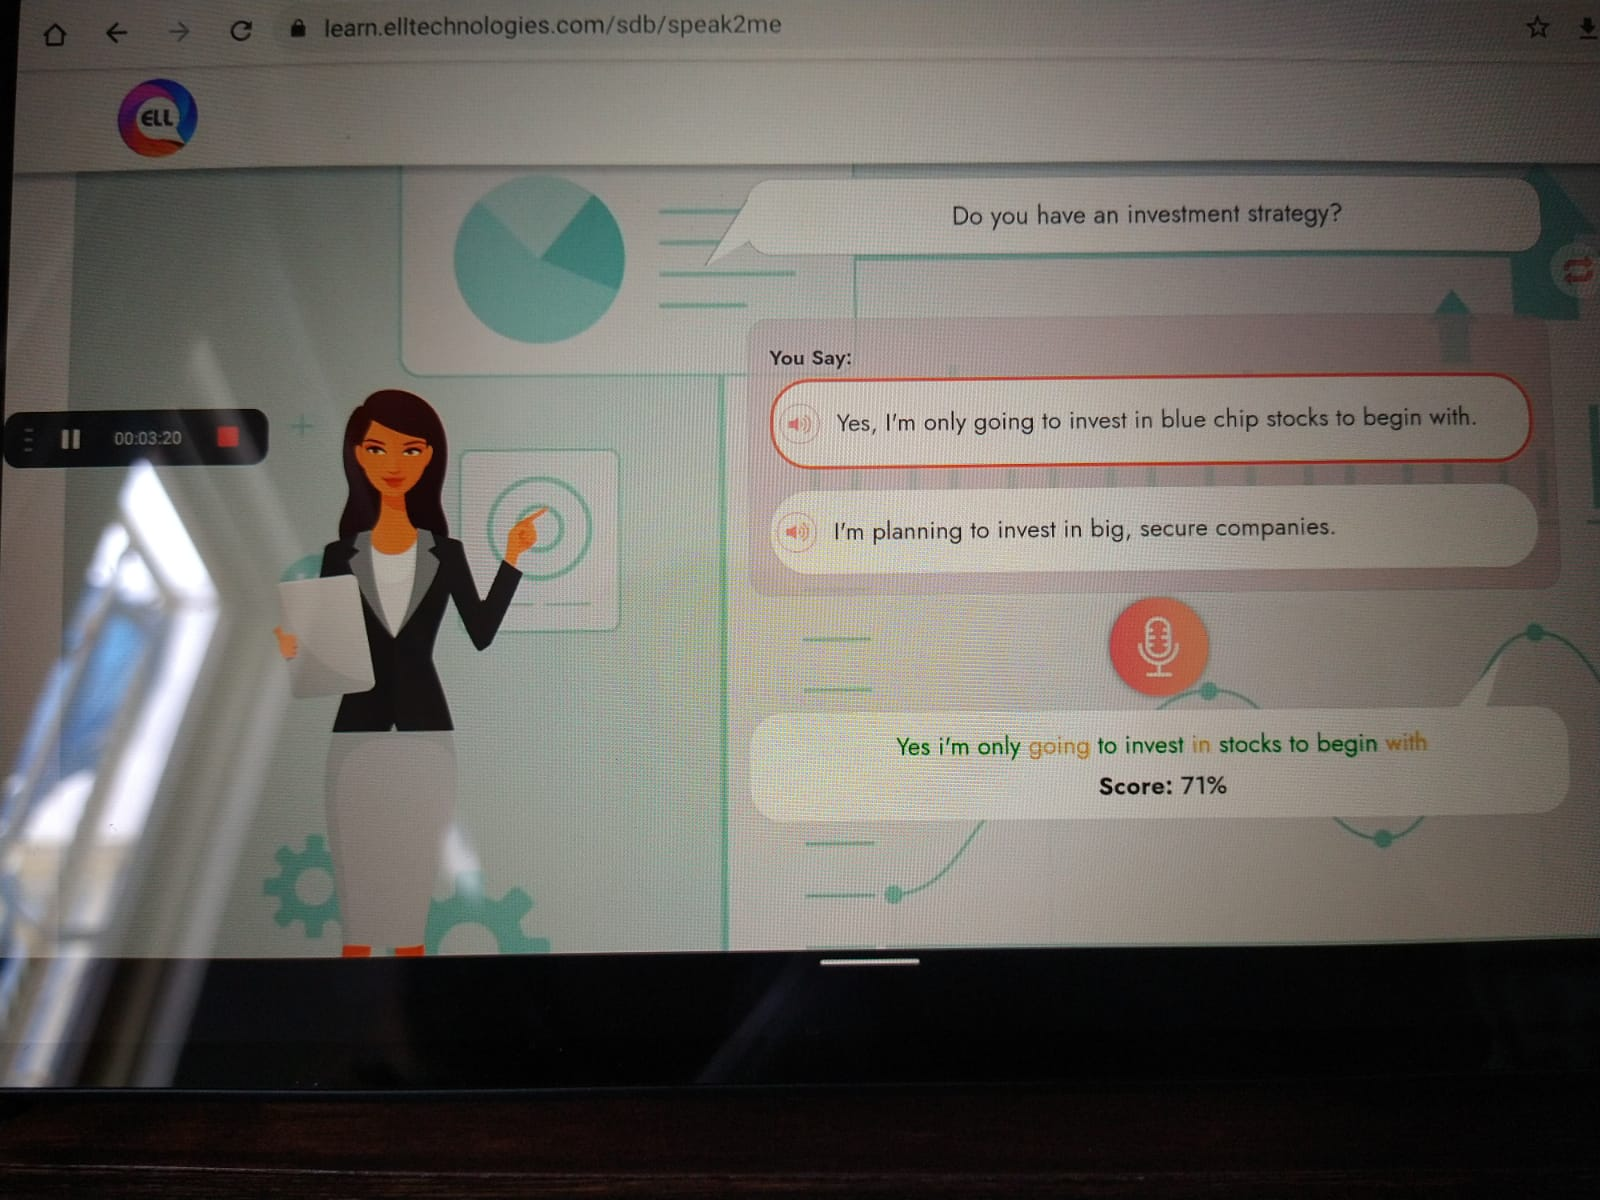 learn.elltechnologies.com/sdb/speak2me
ELL
Do you have an investment strategy?
You Say:
Yes, I'm only going to invest in blue chip stocks to begin with.
00:03:20
I'm planning to invest in big, secure companies.
Yes i'm only going to invest in stocks to begin with
Score: 71%